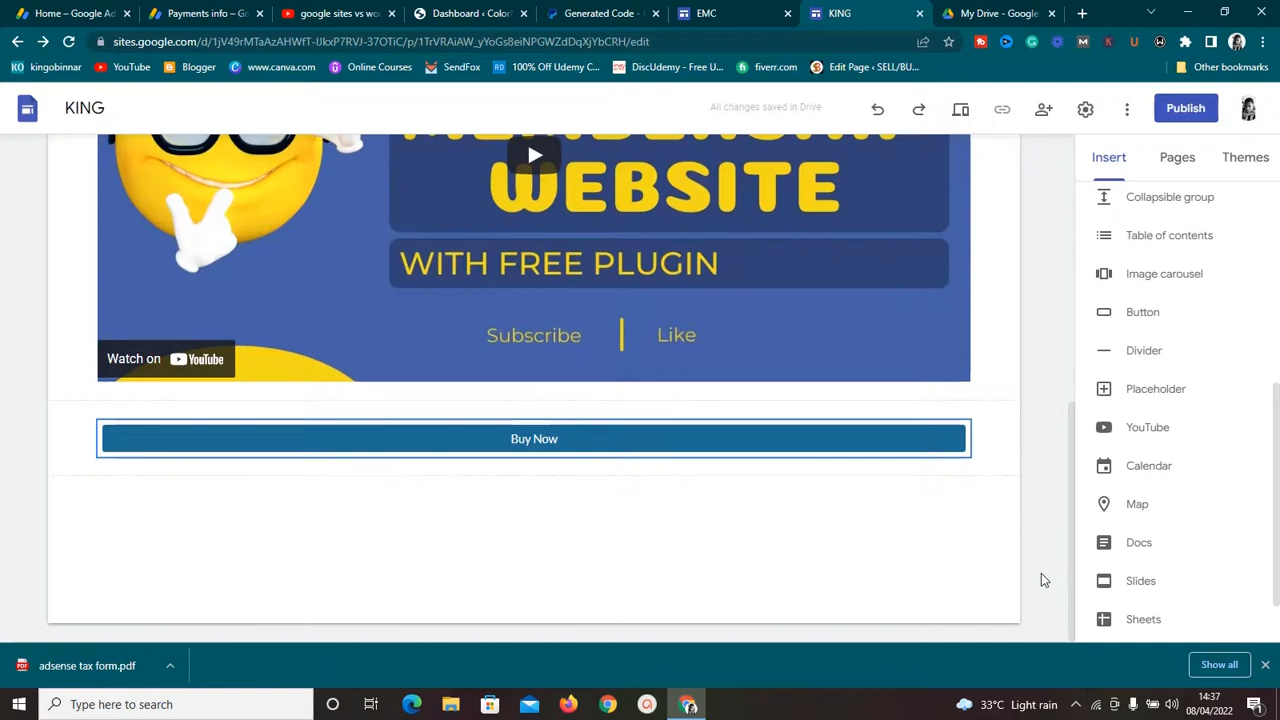 Home – Google Ad
Payments info – Go
google sites vs wo
Dashboard ‹ Colorl
Generated Code -
EMC
KING
My Drive - Google
sites.google.com/d/1jV49rMTaAzAHWfT-IJkxP7RVJ-37OTiC/p/1TrVRAiAW_yYoGs8eiNPGWZdDqXjYbCRH/edit
kingobinnar
YouTube
Blogger
www.canva.com
Online Courses
SendFox
100% Off Udemy C...
DiscUdemy - Free U...
fiverr.com
Edit Page ‹ SELL/BU...
Other bookmarks
KING
All changes saved in Drive
Publish
Insert
Pages
Themes
WEBSITE
WITH FREE PLUGIN
Subscribe
Like
Watch on YouTube
Buy Now
Collapsible group
Table of contents
Image carousel
Button
Divider
Placeholder
YouTube
Calendar
Map
Docs
Slides
Sheets
adsense tax form.pdf
Show all
Type here to search
33°C Light rain
14:37
08/04/2022